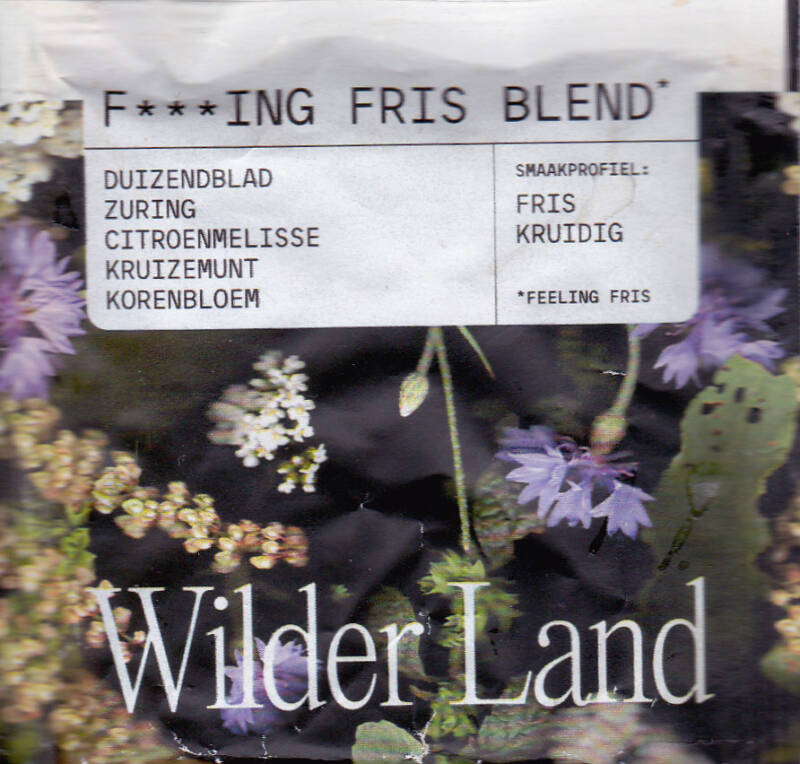 F***ING FRIS BLEND*
DUIZENDBLAD
ZURING
CITROENMELISSE
KRUIZEMUNT
KORENBLOEM
SMAAKPROFIEL:
FRIS
KRUIDIG
*FEELING FRIS
Wilder Land